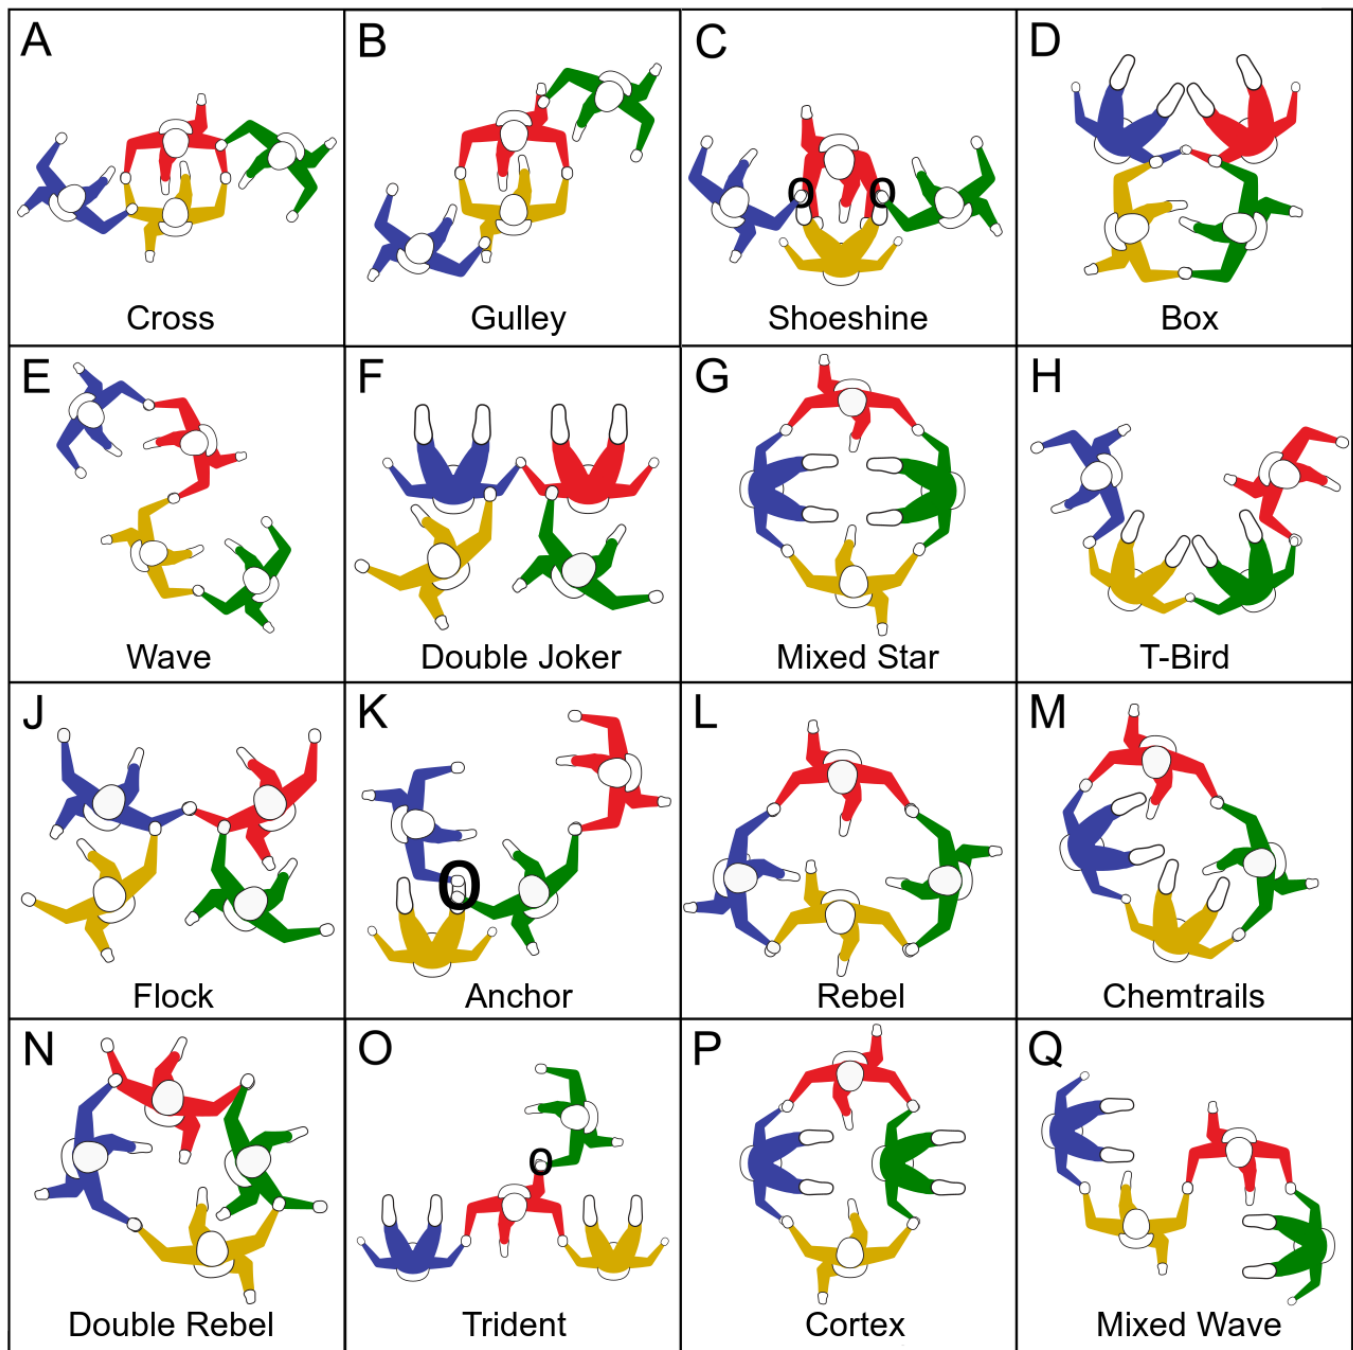 A
Cross
B
Gulley
C
O O
Shoeshine
D
Box
E
Wave
F
Double Joker
G
Mixed Star
H
T-Bird
J
Flock
K
O
Anchor
L
Rebel
M
Chemtrails
N
Double Rebel
O
O
Trident
P
Cortex
Q
Mixed Wave